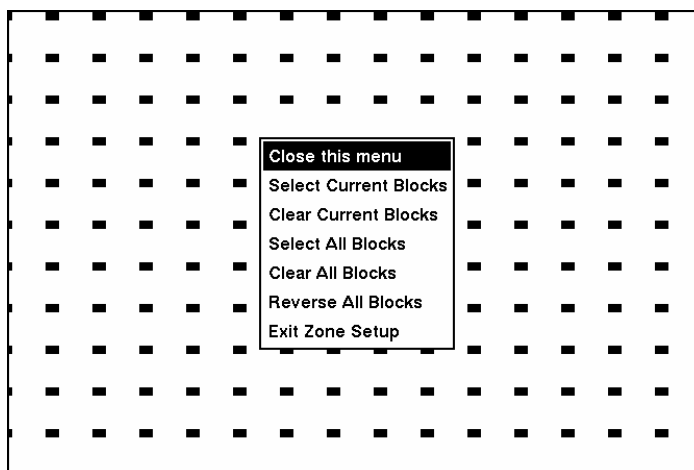 Close this menu
Select Current Blocks
Clear Current Blocks
Select All Blocks
Clear All Blocks
Reverse All Blocks
Exit Zone Setup